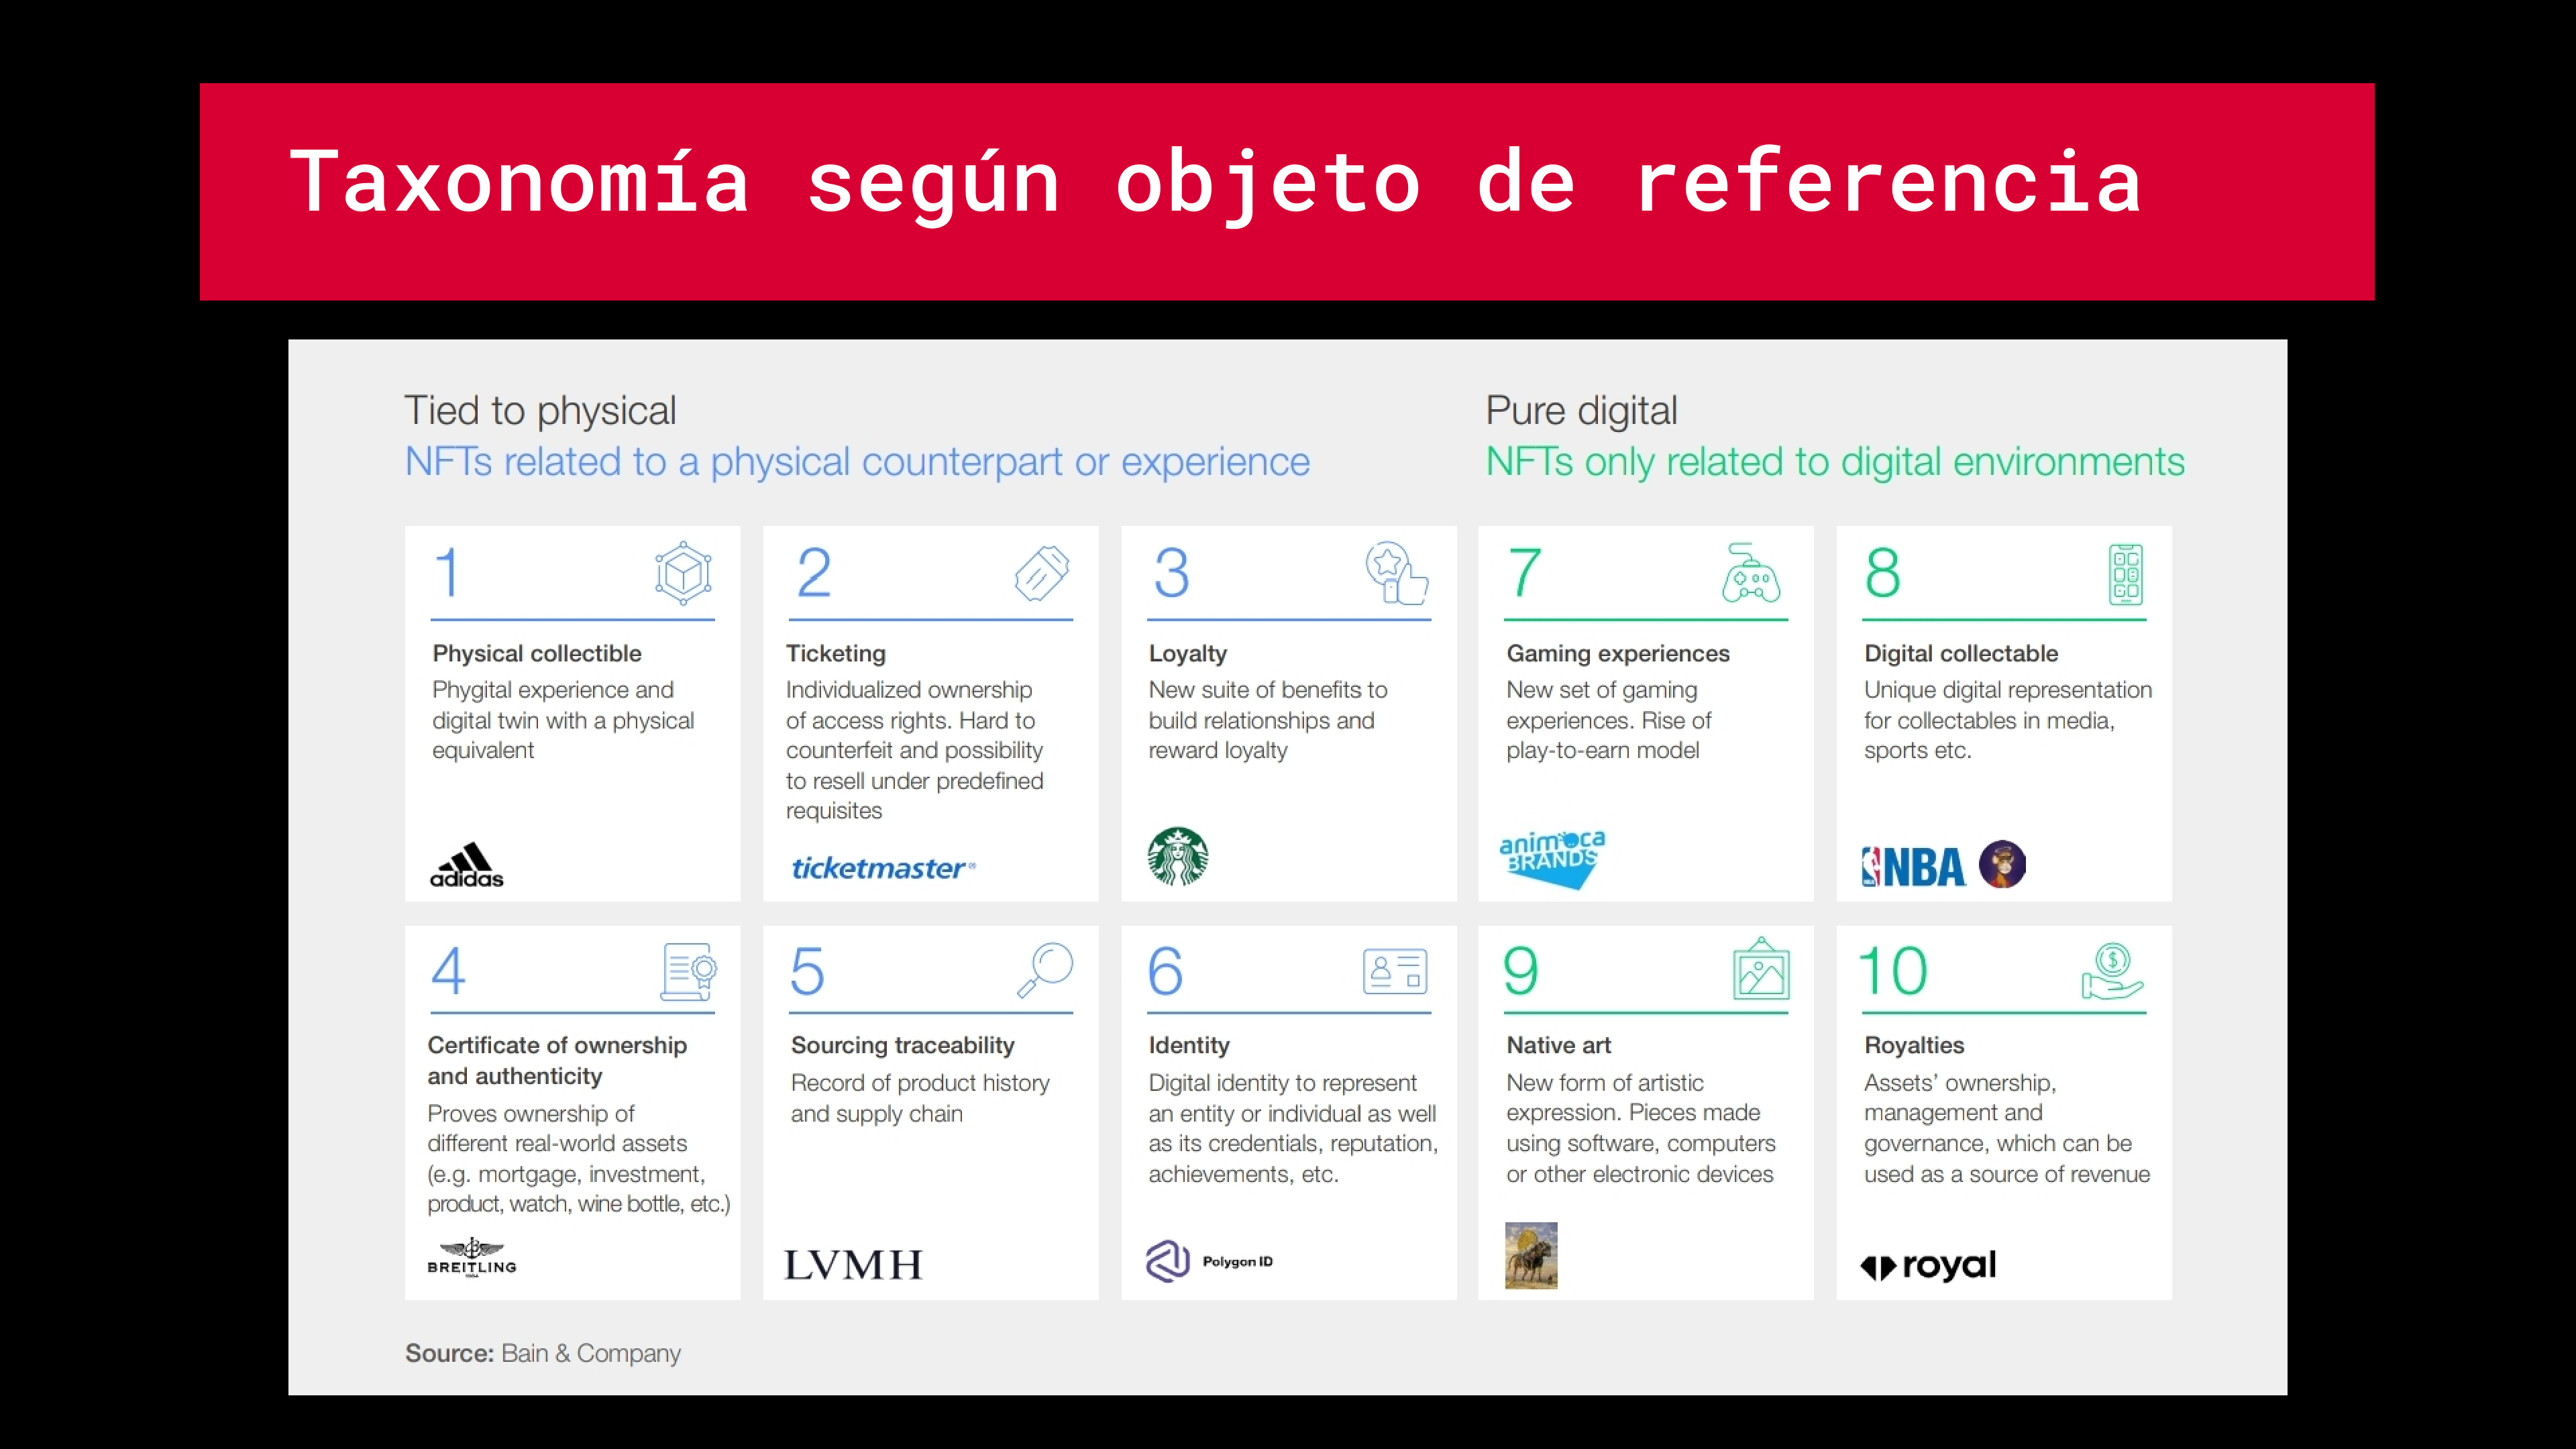 Taxonomía según objeto de referencia
Tied to physical
NFTs related to a physical counterpart or experience
Pure digital
NFTs only related to digital environments
1
Physical collectible
Phygital experience and
digital twin with a physical
equivalent
adidas
2
Ticketing
Individualized ownership
of access rights. Hard to
counterfeit and possibility
to resell under predefined
requisites
ticketmaster®
3
Loyalty
New suite of benefits to
build relationships and
reward loyalty
7
Gaming experiences
New set of gaming
experiences. Rise of
play-to-earn model
animoca
BRANDS
8
Digital collectable
Unique digital representation
for collectables in media,
sports etc.
NBA
4
Certificate of ownership
and authenticity
Proves ownership of
different real-world assets
(e.g. mortgage, investment,
product, watch, wine bottle, etc.)
BREITLING
5
Sourcing traceability
Record of product history
and supply chain
LVMH
6
Identity
Digital identity to represent
an entity or individual as well
as its credentials, reputation,
achievements, etc.
Polygon ID
9
Native art
New form of artistic
expression. Pieces made
using software, computers
or other electronic devices
10
Royalties
Assets’ ownership,
management and
governance, which can be
used as a source of revenue
royal
Source: Bain & Company